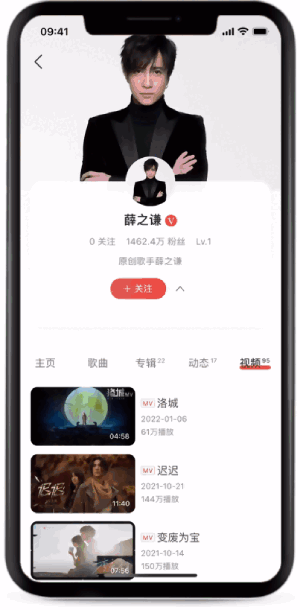 09:41
薛之谦 V
0 关注 1462.4万 粉丝 Lv.1
原创歌手薛之谦
+ 关注
主页 歌曲 专辑 22 动态 17 视频 95
洛城 MV
04:56
MV 洛城
2022-01-06
61万播放
迟迟
11:40
MV 迟迟
2021-10-21
144万播放
07:56
MV 变废为宝
2021-10-14
150万播放